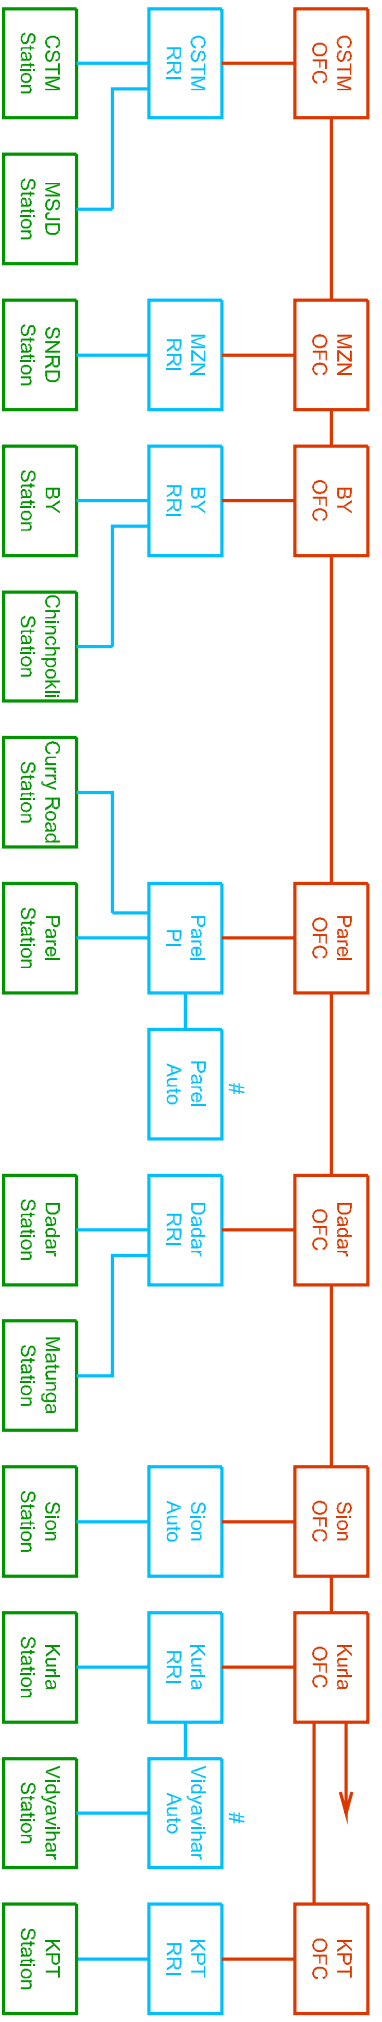 CSTM
OFC
MZN
OFC
BY
OFC
Parel
OFC
Dadar
OFC
Sion
OFC
Kurla
OFC
KPT
OFC
#
#
CSTM
RRI
MZN
RRI
BY
RRI
Parel
PI
Parel
Auto
Dadar
RRI
Sion
Auto
Kurla
RRI
Vidyavihar
Auto
KPT
RRI
CSTM
Station
MSJD
Station
SNRD
Station
BY
Station
Chinchpokli
Station
Curry Road
Station
Parel
Station
Dadar
Station
Matunga
Station
Sion
Station
Kurla
Station
Vidyavihar
Station
KPT
Station